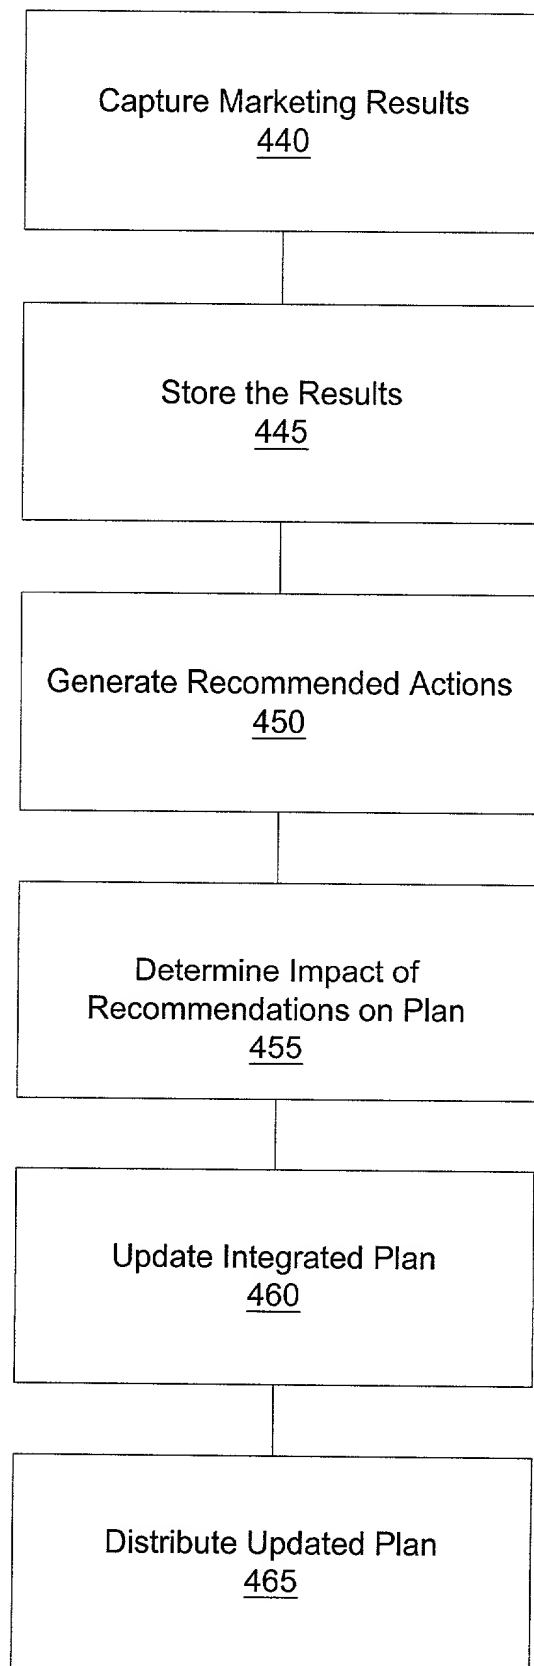 Capture Marketing Results
440
Store the Results
445
Generate Recommended Actions
450
Determine Impact of
Recommendations on Plan
455
Update Integrated Plan
460
Distribute Updated Plan
465